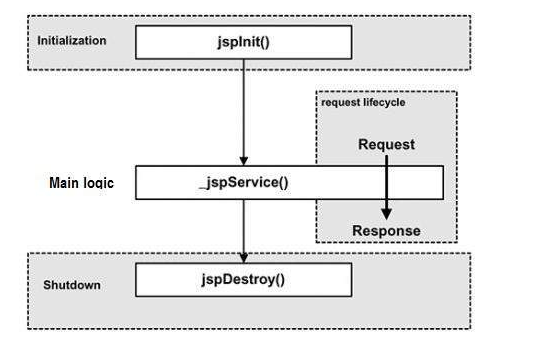 Initialization
jspInit()
request lifecycle
Request
Main logic
_jspService()
Response
Shutdown
jspDestroy()